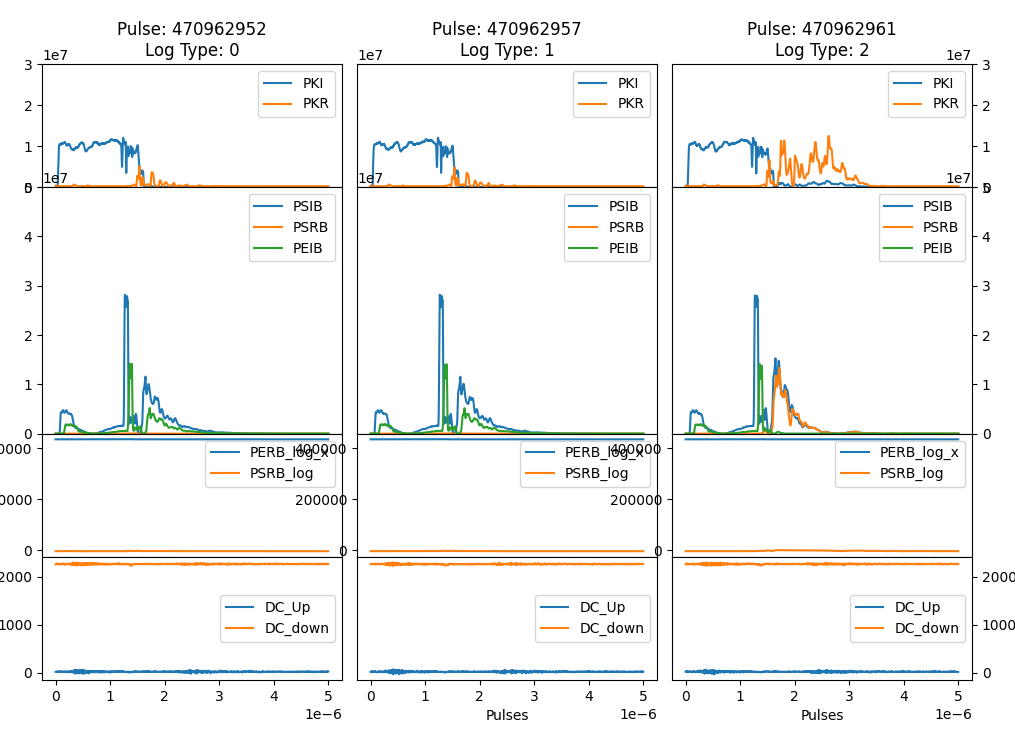 Pulse: 470962952
Log Type: 0
Pulse: 470962957
Log Type: 1
Pulse: 470962961
Log Type: 2
1e7
1e7
1e7
3
2
1
0
PKI
PKR
PKI
PKR
PKI
PKR
3
2
1
0
1e7
1e7
1e7
5
4
3
2
1
0
PSIB
PSRB
PEIB
PSIB
PSRB
PEIB
PSIB
PSRB
PEIB
5
4
3
2
1
0
PERB_log_x
PSRB_log
400000
200000
0
PERB_log_x
PSRB_log
400000
200000
0
PERB_log_x
PSRB_log
2000
1000
0
DC_Up
DC_down
DC_Up
DC_down
DC_Up
DC_down
2000
1000
0
0 1 2 3 4 5
1e−6
0 1 2 3 4 5
Pulses
1e−6
0 1 2 3 4 5
Pulses
1e−6